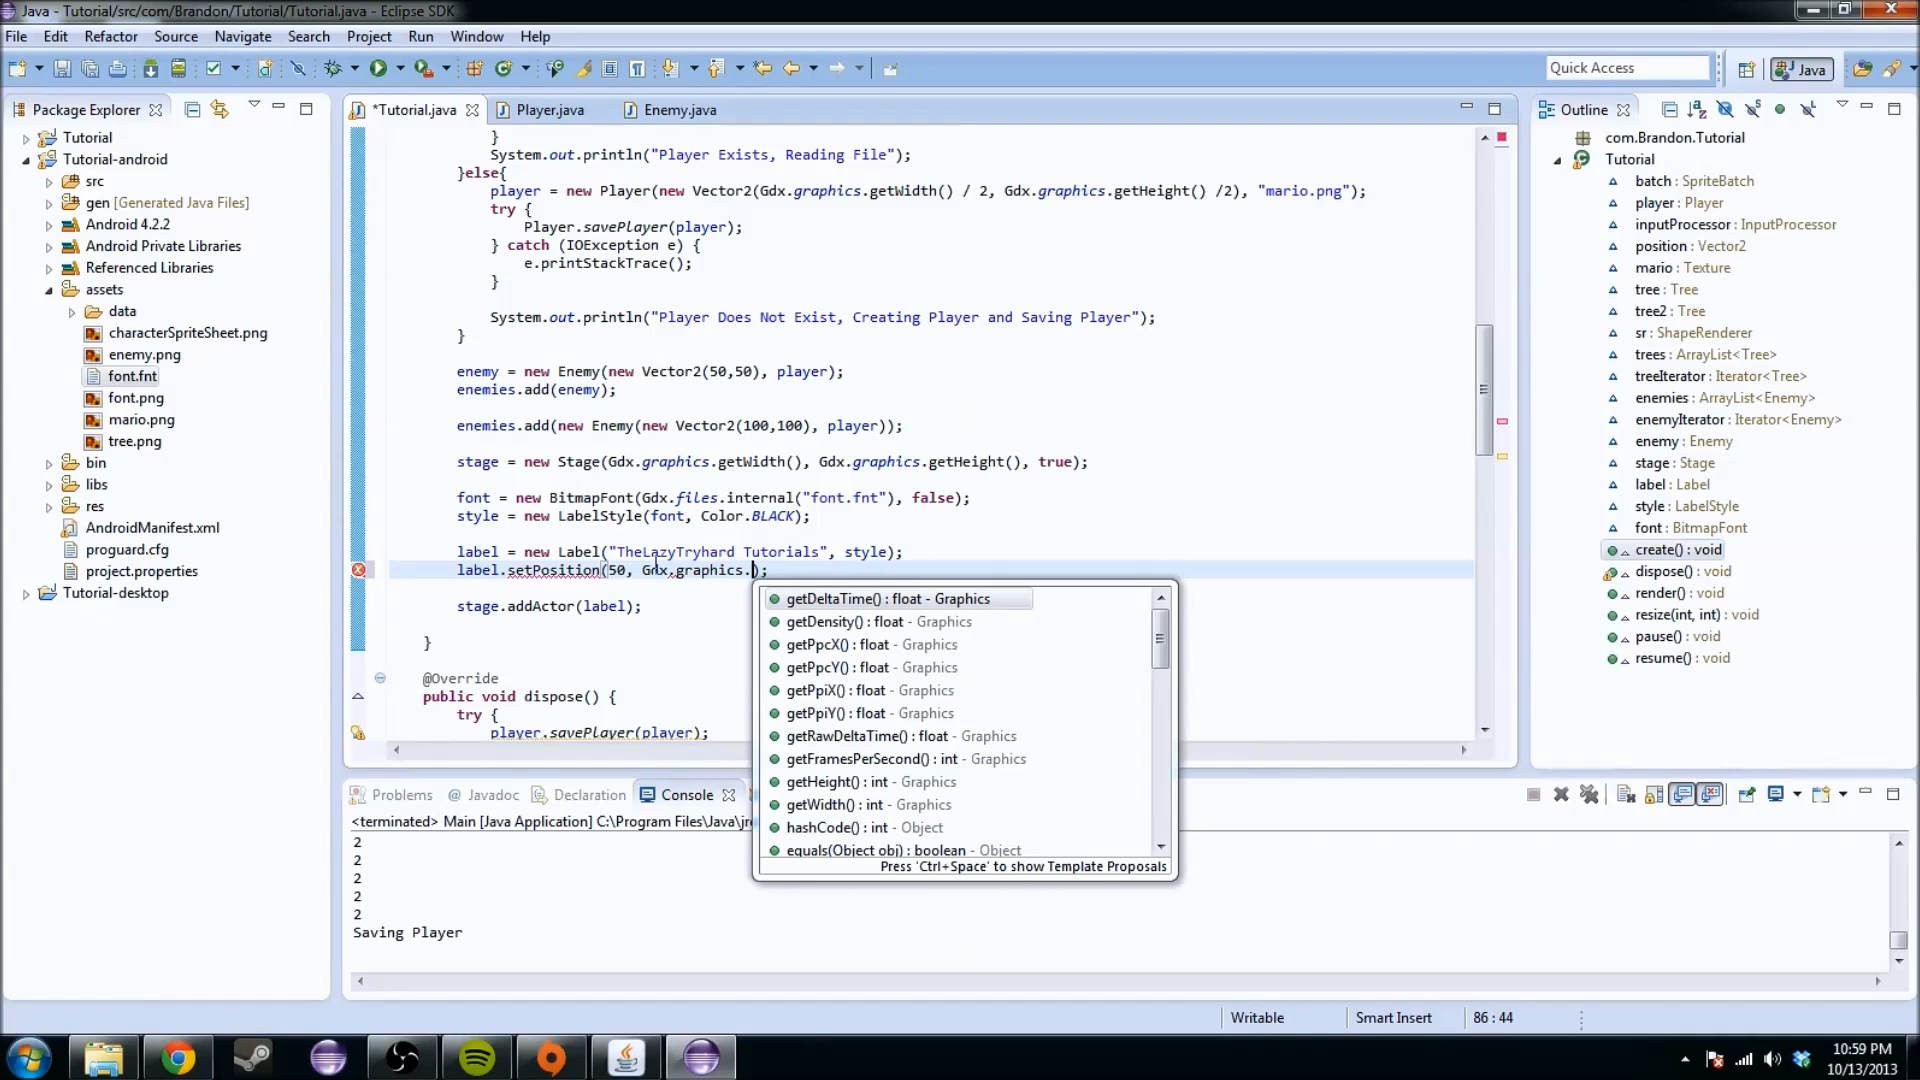 Java - Tutorial/src/com/Brandon/Tutorial/Tutorial.java - Eclipse SDK
File Edit Refactor Source Navigate Search Project Run Window Help
Quick Access
Java
Package Explorer
Tutorial
Tutorial-android
src
gen [Generated Java Files]
Android 4.2.2
Android Private Libraries
Referenced Libraries
assets
data
characterSpriteSheet.png
enemy.png
font.fnt
font.png
mario.png
tree.png
bin
libs
res
AndroidManifest.xml
proguard.cfg
project.properties
Tutorial-desktop
*Tutorial.java Player.java Enemy.java
}
System.out.println("Player Exists, Reading File");
}else{
player = new Player(new Vector2(Gdx.graphics.getWidth() / 2, Gdx.graphics.getHeight() /2), "mario.png");
try {
Player.savePlayer(player);
} catch (IOException e) {
e.printStackTrace();
}
System.out.println("Player Does Not Exist, Creating Player and Saving Player");
}
enemy = new Enemy(new Vector2(50,50), player);
enemies.add(enemy);
enemies.add(new Enemy(new Vector2(100,100), player));
stage = new Stage(Gdx.graphics.getWidth(), Gdx.graphics.getHeight(), true);
font = new BitmapFont(Gdx.files.internal("font.fnt"), false);
style = new LabelStyle(font, Color.BLACK);
label = new Label("TheLazyTryhard Tutorials", style);
label.setPosition(50, Gdx.graphics.);
stage.addActor(label);
}
@Override
public void dispose() {
try {
player.savePlayer(player);
getDeltaTime() : float - Graphics
getDensity() : float - Graphics
getPpcX() : float - Graphics
getPpcY() : float - Graphics
getPpiX() : float - Graphics
getPpiY() : float - Graphics
getRawDeltaTime() : float - Graphics
getFramesPerSecond() : int - Graphics
getHeight() : int - Graphics
getWidth() : int - Graphics
hashCode() : int - Object
equals(Object obj) : boolean - Object
Press 'Ctrl+Space' to show Template Proposals
Outline
com.Brandon.Tutorial
Tutorial
batch : SpriteBatch
player : Player
inputProcessor : InputProcessor
position : Vector2
mario : Texture
tree : Tree
tree2 : Tree
sr : ShapeRenderer
trees : ArrayList<Tree>
treeIterator : Iterator<Tree>
enemies : ArrayList<Enemy>
enemyIterator : Iterator<Enemy>
enemy : Enemy
stage : Stage
label : Label
style : LabelStyle
font : BitmapFont
create() : void
dispose() : void
render() : void
resize(int, int) : void
pause() : void
resume() : void
Problems @ Javadoc Declaration Console
<terminated> Main [Java Application] C:\Program Files\Java\jre
2
2
2
2
2
Saving Player
Writable Smart Insert 86 : 44
10:59 PM
10/13/2013